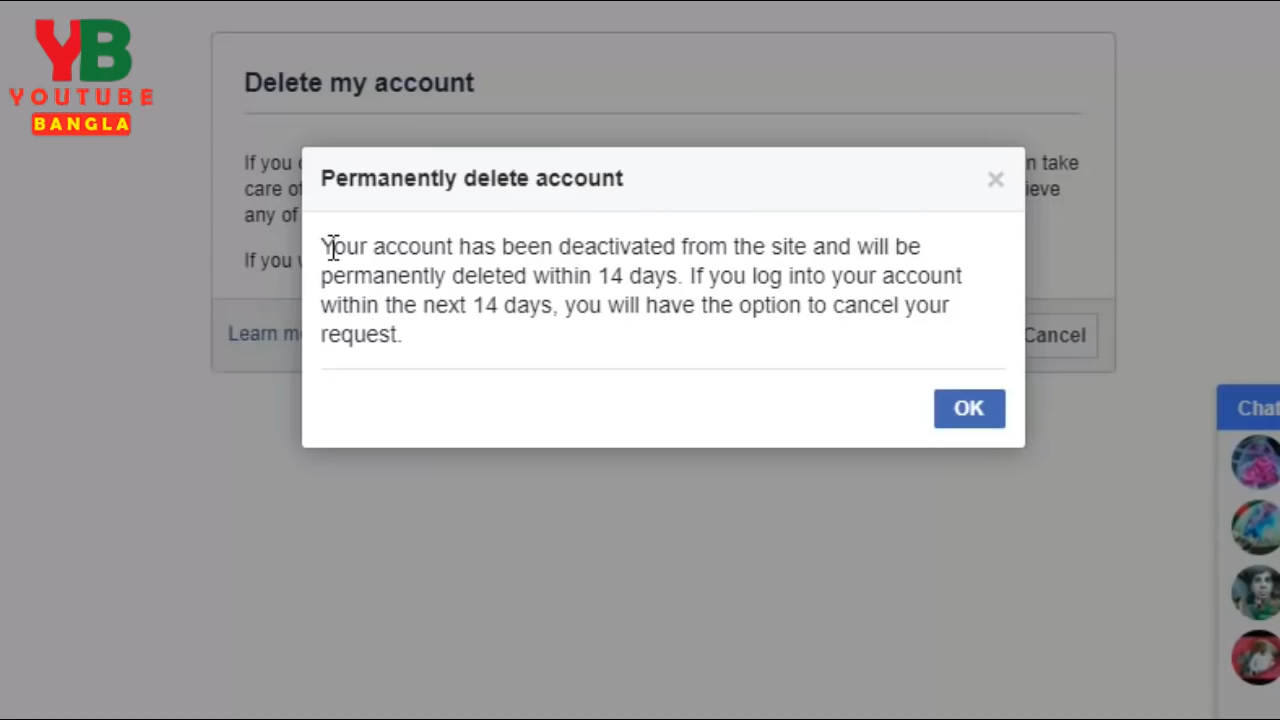 YB
YOUTUBE
BANGLA
Delete my account
If you
n take
care of
ieve
any of
If you
Permanently delete account
Your account has been deactivated from the site and will be
permanently deleted within 14 days. If you log into your account
within the next 14 days, you will have the option to cancel your
request.
Learn
Cancel
OK
Chat